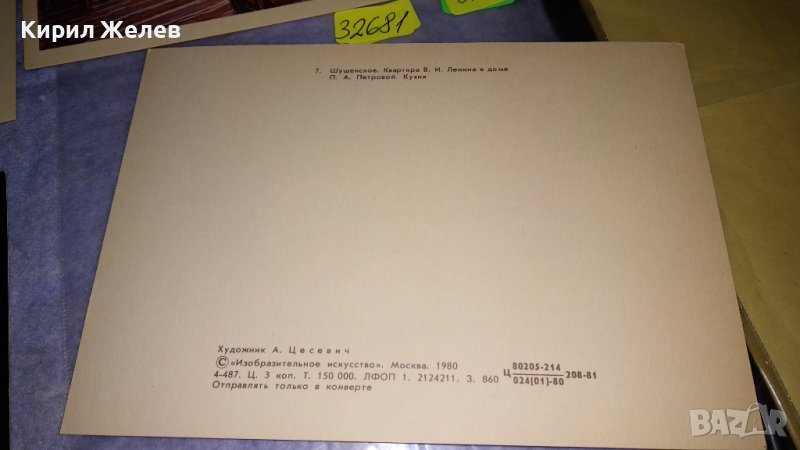 Кирил Желев
32681
7. Шушенское. Квартира В. И. Ленина в доме
П. А. Петровой. Кухня
Художник А. Цесевич
© «Изобразительное искусство». Москва. 1980
4-487. Ц. 3 коп. Т. 150 000. ЛФОП 1. 2124211. З. 860
Ц 80205-214 / 024(01)-80 208-81
Отправлять только в конверте
BAZAR